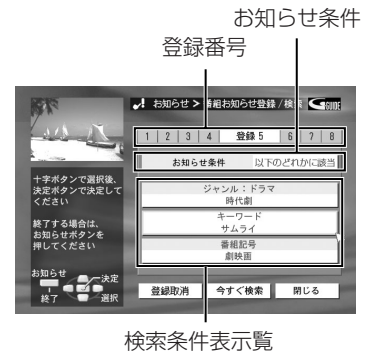 お知らせ条件
登録番号
お知らせ > 番組お知らせ登録/検索 GGUIDE
1 2 3 4 登録 5 6 7 8
お知らせ条件 以下のどれかに該当
十字ボタンで選択後、
決定ボタンで決定して
ください
終了する場合は、
お知らせボタンを
押してください
お知らせ
決定
終了
選択
ジャンル：ドラマ
時代劇
キーワード
サムライ
番組記号
劇映画
登録取消 今すぐ検索 閉じる
検索条件表示覧